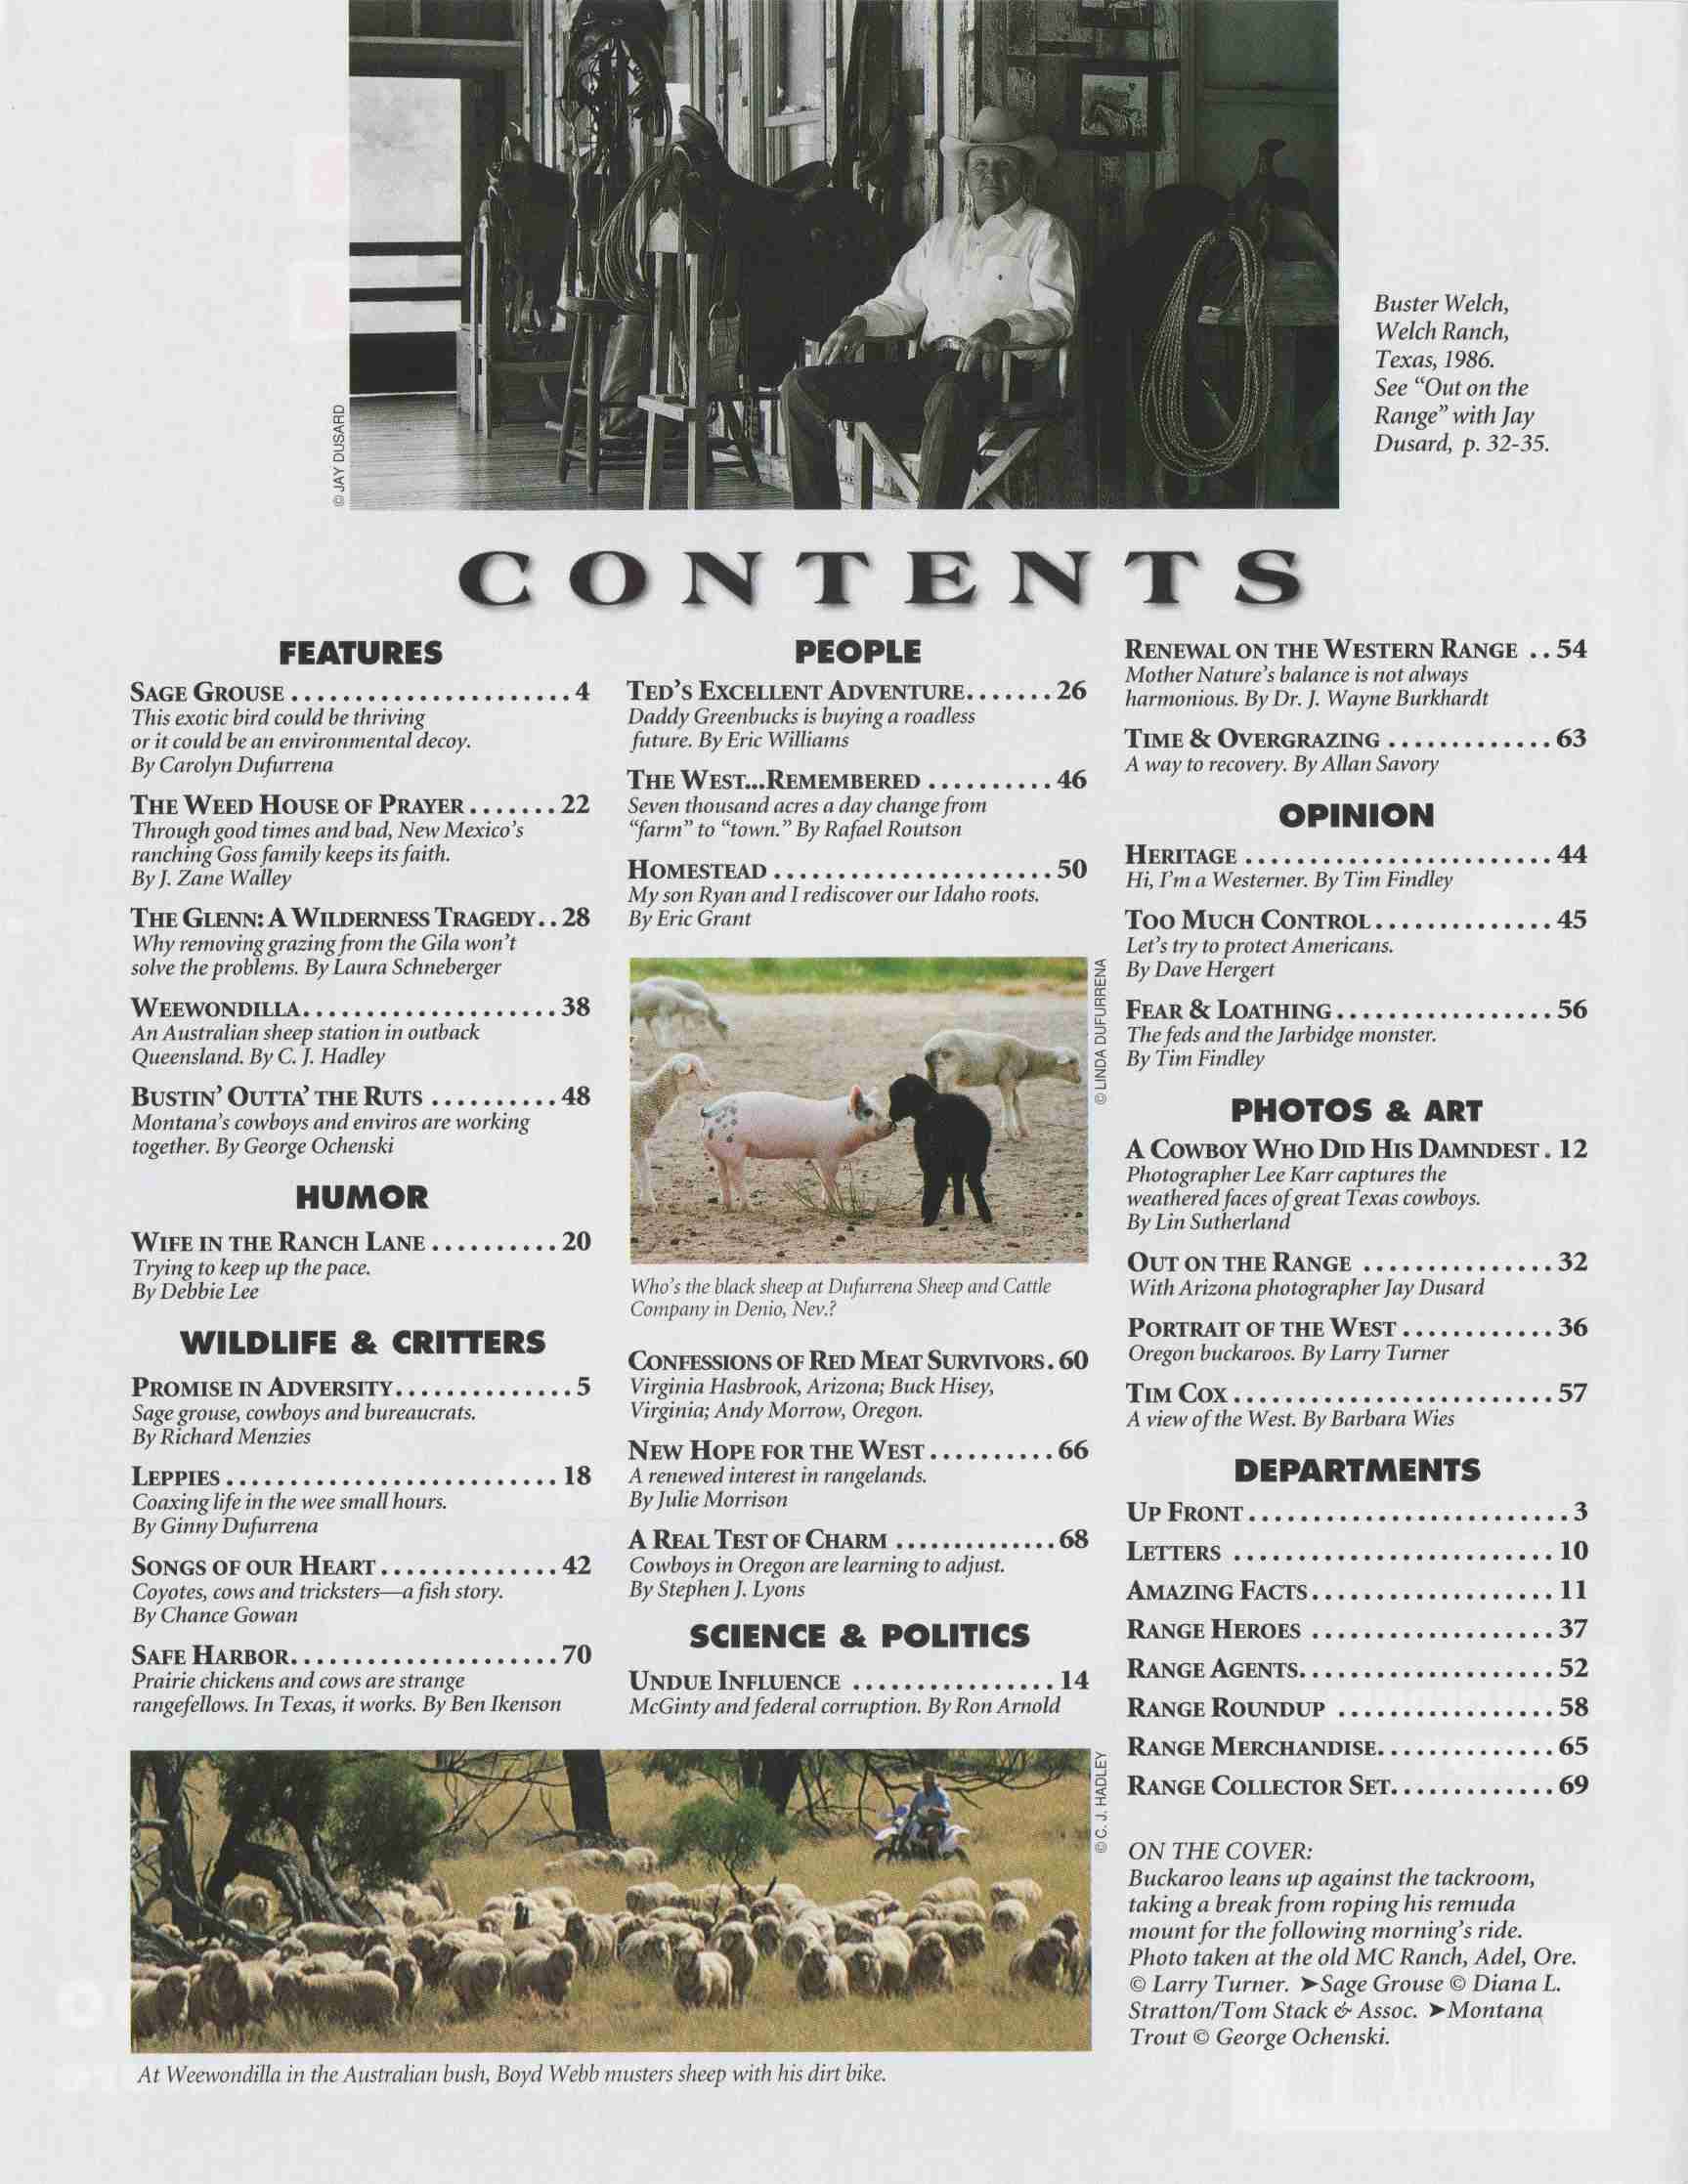 © JAY DUSARD
Buster Welch,
Welch Ranch,
Texas, 1986.
See “Out on the
Range” with Jay
Dusard, p. 32-35.
CONTENTS
FEATURES
SAGE GROUSE......................4
This exotic bird could be thriving
or it could be an environmental decoy.
By Carolyn Dufurrena
THE WEED HOUSE OF PRAYER.......22
Through good times and bad, New Mexico’s
ranching Goss family keeps its faith.
By J. Zane Walley
THE GLENN: A WILDERNESS TRAGEDY..28
Why removing grazing from the Gila won’t
solve the problems. By Laura Schneberger
WEEWONDILLA....................38
An Australian sheep station in outback
Queensland. By C. J. Hadley
BUSTIN’ OUTTA’ THE RUTS ..........48
Montana’s cowboys and enviros are working
together. By George Ochenski
HUMOR
WIFE IN THE RANCH LANE..........20
Trying to keep up the pace.
By Debbie Lee
WILDLIFE & CRITTERS
PROMISE IN ADVERSITY..............5
Sage grouse, cowboys and bureaucrats.
By Richard Menzies
LEPPIES..........................18
Coaxing life in the wee small hours.
By Ginny Dufurrena
SONGS OF OUR HEART..............42
Coyotes, cows and tricksters—a fish story.
By Chance Gowan
SAFE HARBOR.....................70
Prairie chickens and cows are strange
rangefellows. In Texas, it works. By Ben Ikenson
PEOPLE
TED’S EXCELLENT ADVENTURE.......26
Daddy Greenbucks is buying a roadless
future. By Eric Williams
THE WEST...REMEMBERED ..........46
Seven thousand acres a day change from
“farm” to “town.” By Rafael Routson
HOMESTEAD ......................50
My son Ryan and I rediscover our Idaho roots.
By Eric Grant
© LINDA DUFURRENA
Who’s the black sheep at Dufurrena Sheep and Cattle
Company in Denio, Nev.?
CONFESSIONS OF RED MEAT SURVIVORS.60
Virginia Hasbrook, Arizona; Buck Hisey,
Virginia; Andy Morrow, Oregon.
NEW HOPE FOR THE WEST..........66
A renewed interest in rangelands.
By Julie Morrison
A REAL TEST OF CHARM .............68
Cowboys in Oregon are learning to adjust.
By Stephen J. Lyons
SCIENCE & POLITICS
UNDUE INFLUENCE ................14
McGinty and federal corruption. By Ron Arnold
RENEWAL ON THE WESTERN RANGE ..54
Mother Nature’s balance is not always
harmonious. By Dr. J. Wayne Burkhardt
TIME & OVERGRAZING .............63
A way to recovery. By Allan Savory
OPINION
HERITAGE ........................44
Hi, I’m a Westerner. By Tim Findley
TOO MUCH CONTROL..............45
Let’s try to protect Americans.
By Dave Hergert
FEAR & LOATHING.................56
The feds and the Jarbidge monster.
By Tim Findley
PHOTOS & ART
A COWBOY WHO DID HIS DAMNDEST.12
Photographer Lee Karr captures the
weathered faces of great Texas cowboys.
By Lin Sutherland
OUT ON THE RANGE ...............32
With Arizona photographer Jay Dusard
PORTRAIT OF THE WEST............36
Oregon buckaroos. By Larry Turner
TIM COX.........................57
A view of the West. By Barbara Wies
DEPARTMENTS
UP FRONT.........................3
LETTERS .........................10
AMAZING FACTS...................11
RANGE HEROES ...................37
RANGE AGENTS....................52
RANGE ROUNDUP .................58
RANGE MERCHANDISE..............65
RANGE COLLECTOR SET.............69
© C. J. HADLEY
ON THE COVER:
Buckaroo leans up against the tackroom,
taking a break from roping his remuda
mount for the following morning’s ride.
Photo taken at the old MC Ranch, Adel, Ore.
© Larry Turner. ➤Sage Grouse © Diana L.
Stratton/Tom Stack & Assoc. ➤Montana
Trout © George Ochenski.
At Weewondilla in the Australian bush, Boyd Webb musters sheep with his dirt bike.